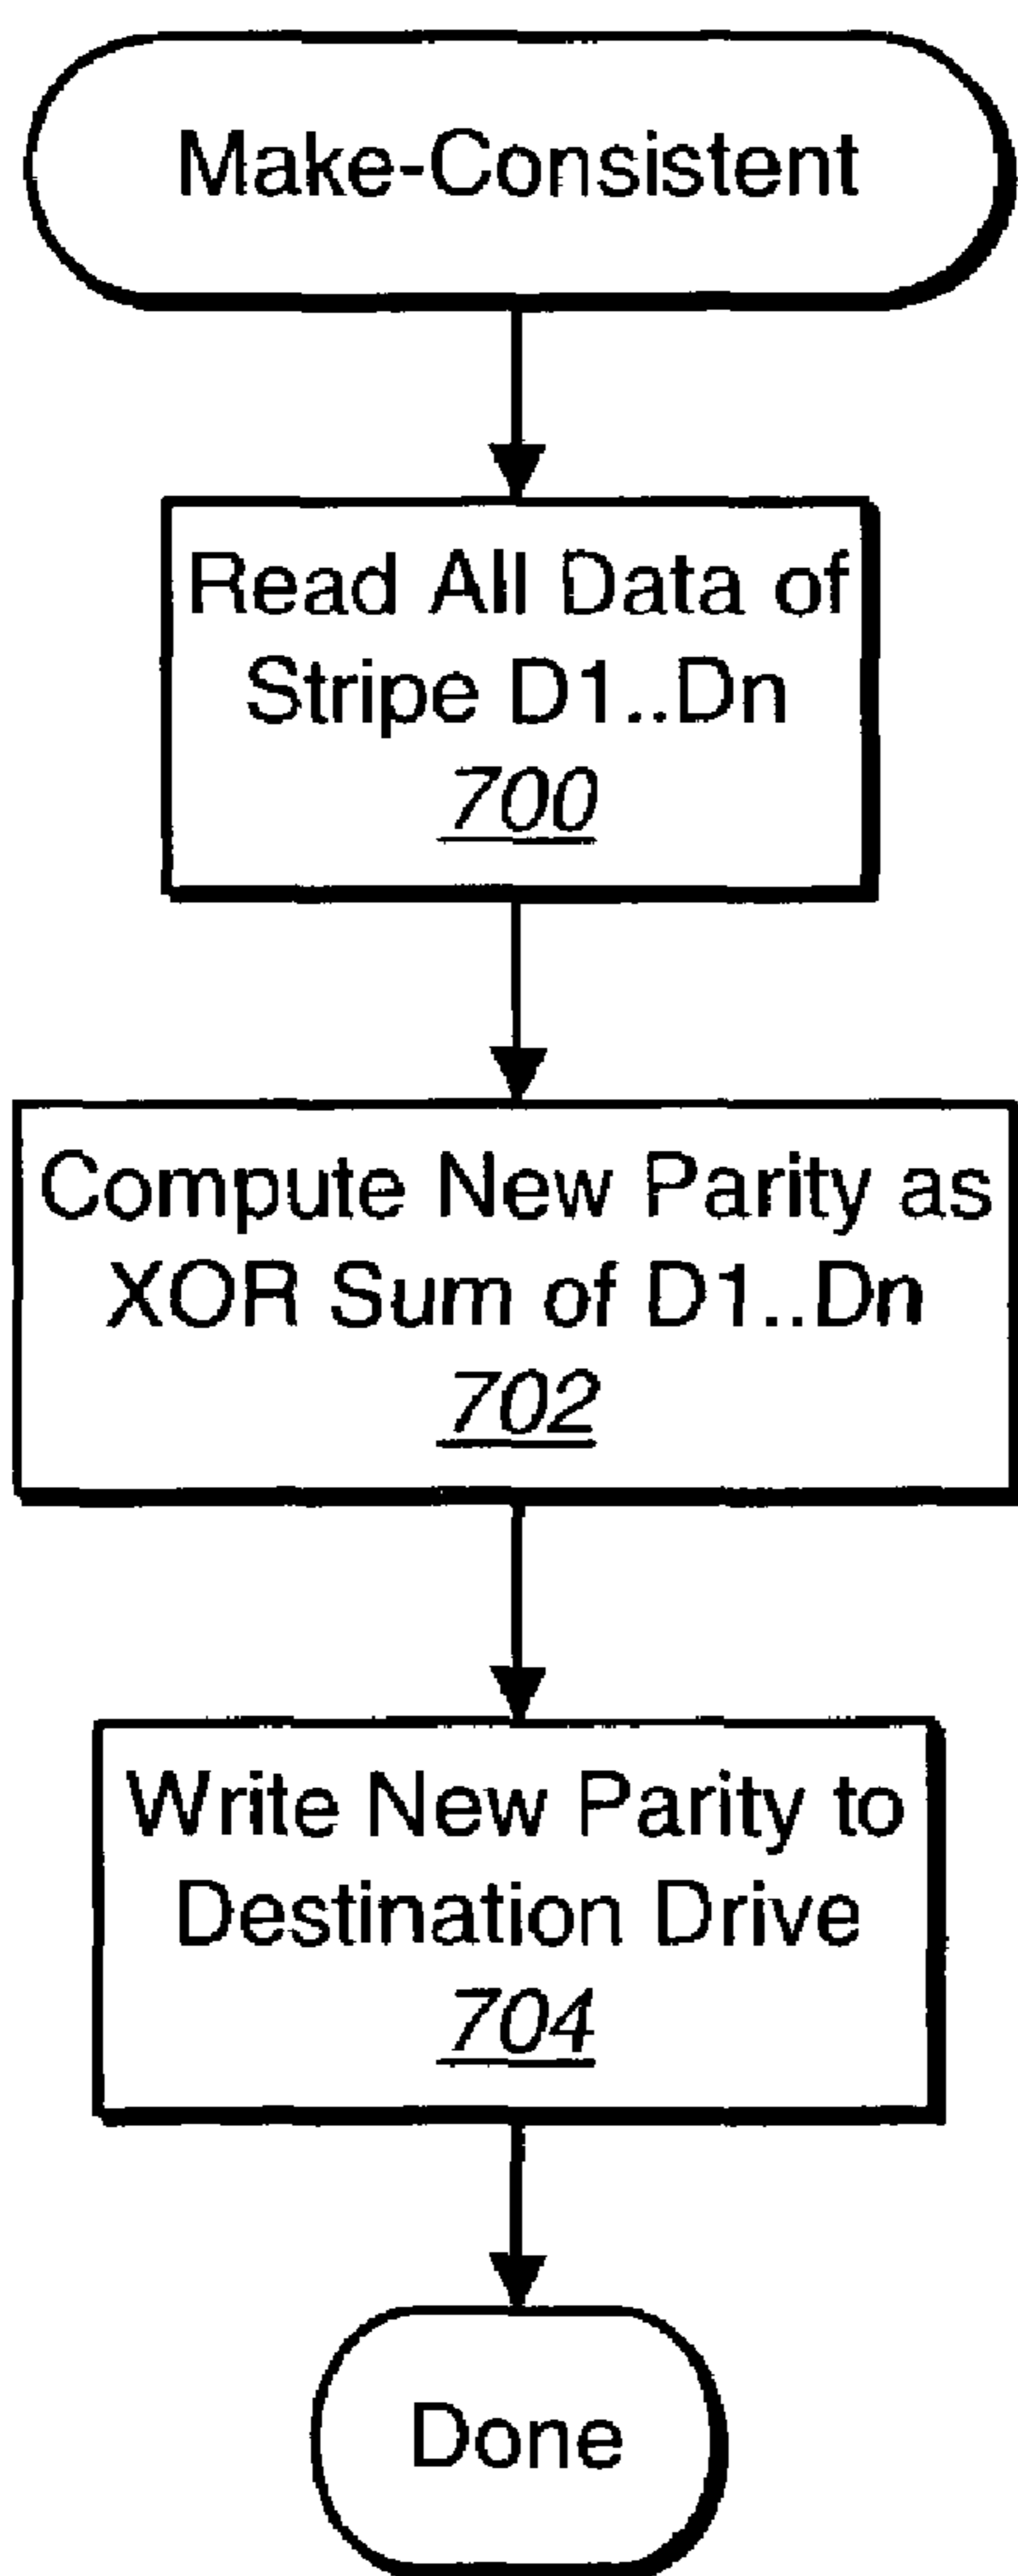 Make-Consistent
Read All Data of
Stripe D1..Dn
700
Compute New Parity as
XOR Sum of D1..Dn
702
Write New Parity to
Destination Drive
704
Done